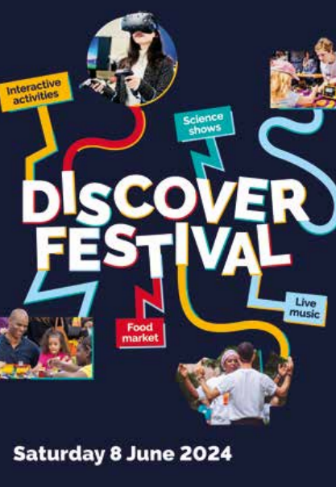 Interactive
activities
Science
shows
DISCOVER
FESTIVAL
Live
music
Food
market
Saturday 8 June 2024